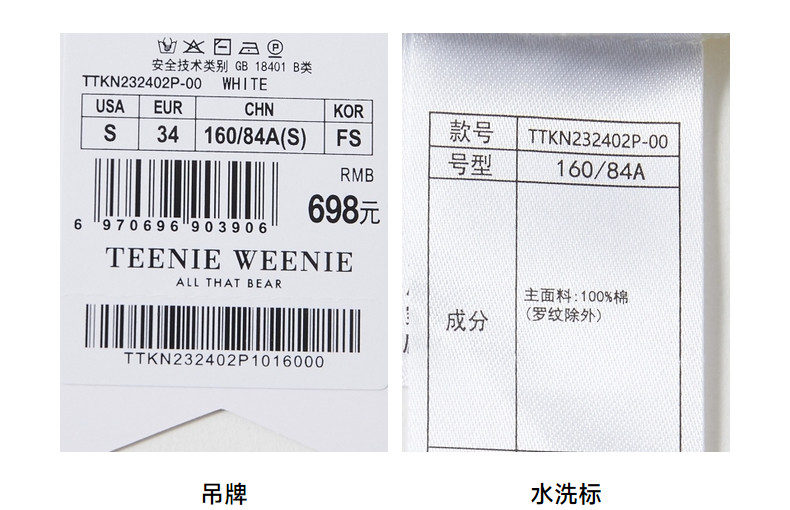 安全技术类别 GB 18401 B类
TTKN232402P-00 WHITE
USA EUR CHN KOR
S 34 160/84A(S) FS
RMB
698元
6 970696 903906
TEENIE WEENIE
ALL THAT BEAR
TTKN232402P1016000
款号 TTKN232402P-00
号型 160/84A
成分 主面料:100%棉
(罗纹除外)
吊牌 水洗标